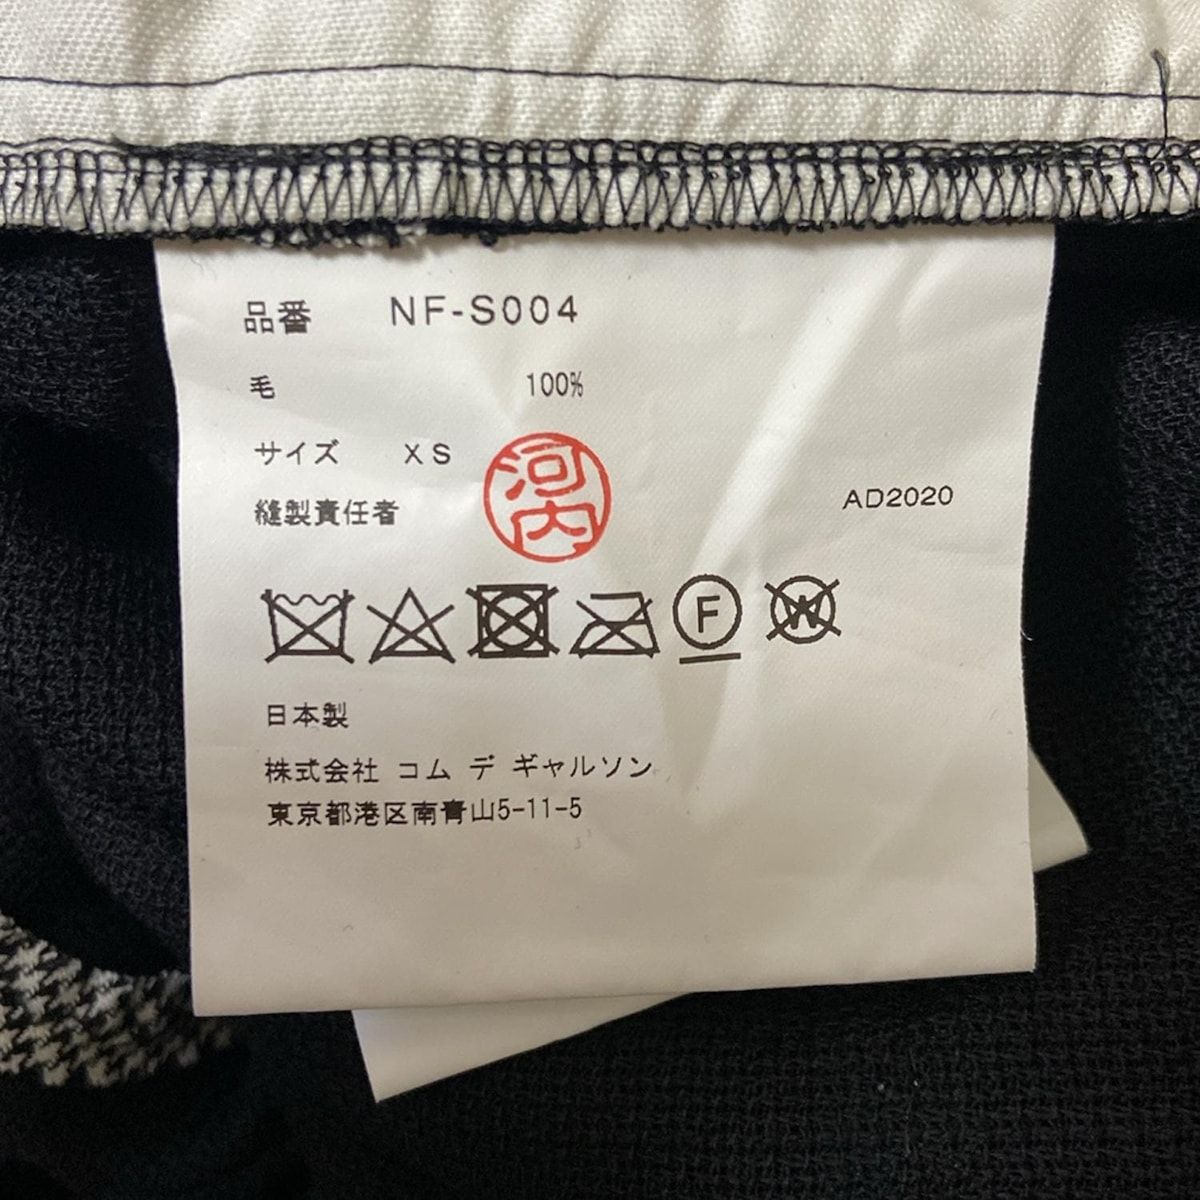 品番 NF-S004
毛 100%
サイズ XS
縫製責任者 河内
AD2020
F W
日本製
株式会社 コム デ ギャルソン
東京都港区南青山5-11-5